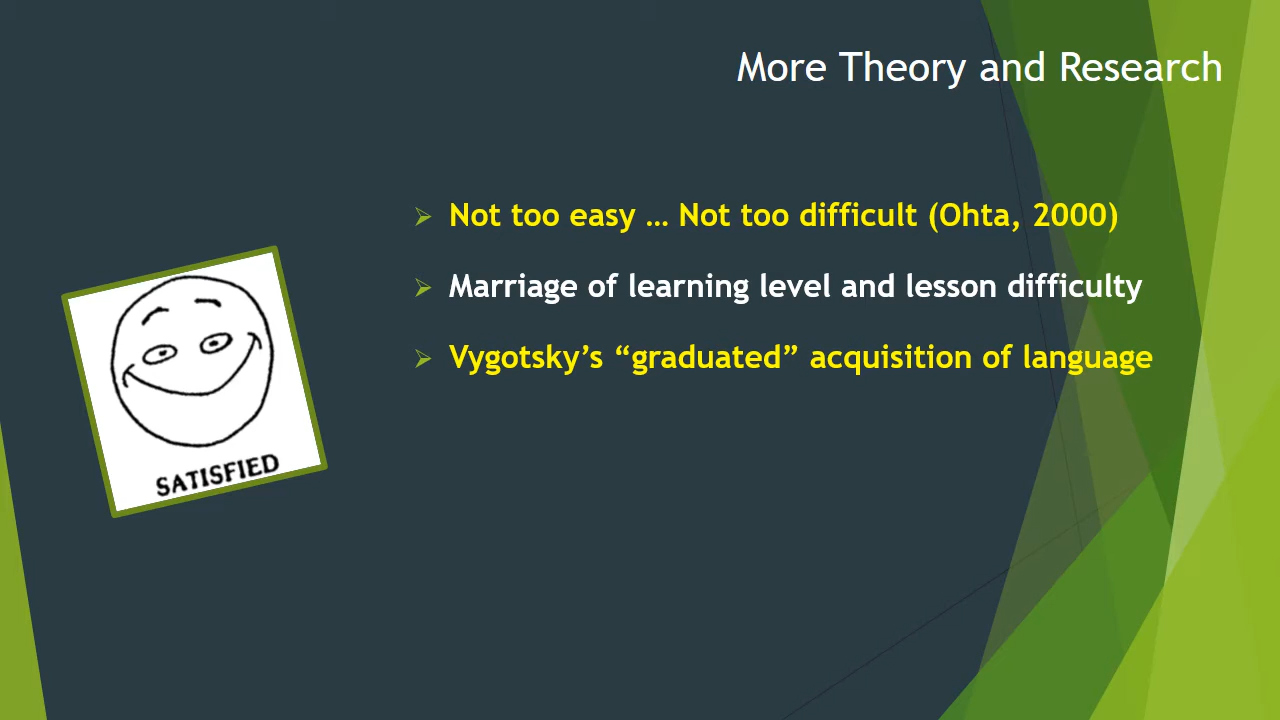 More Theory and Research
Not too easy … Not too difficult (Ohta, 2000)
Marriage of learning level and lesson difficulty
Vygotsky’s “graduated” acquisition of language
SATISFIED